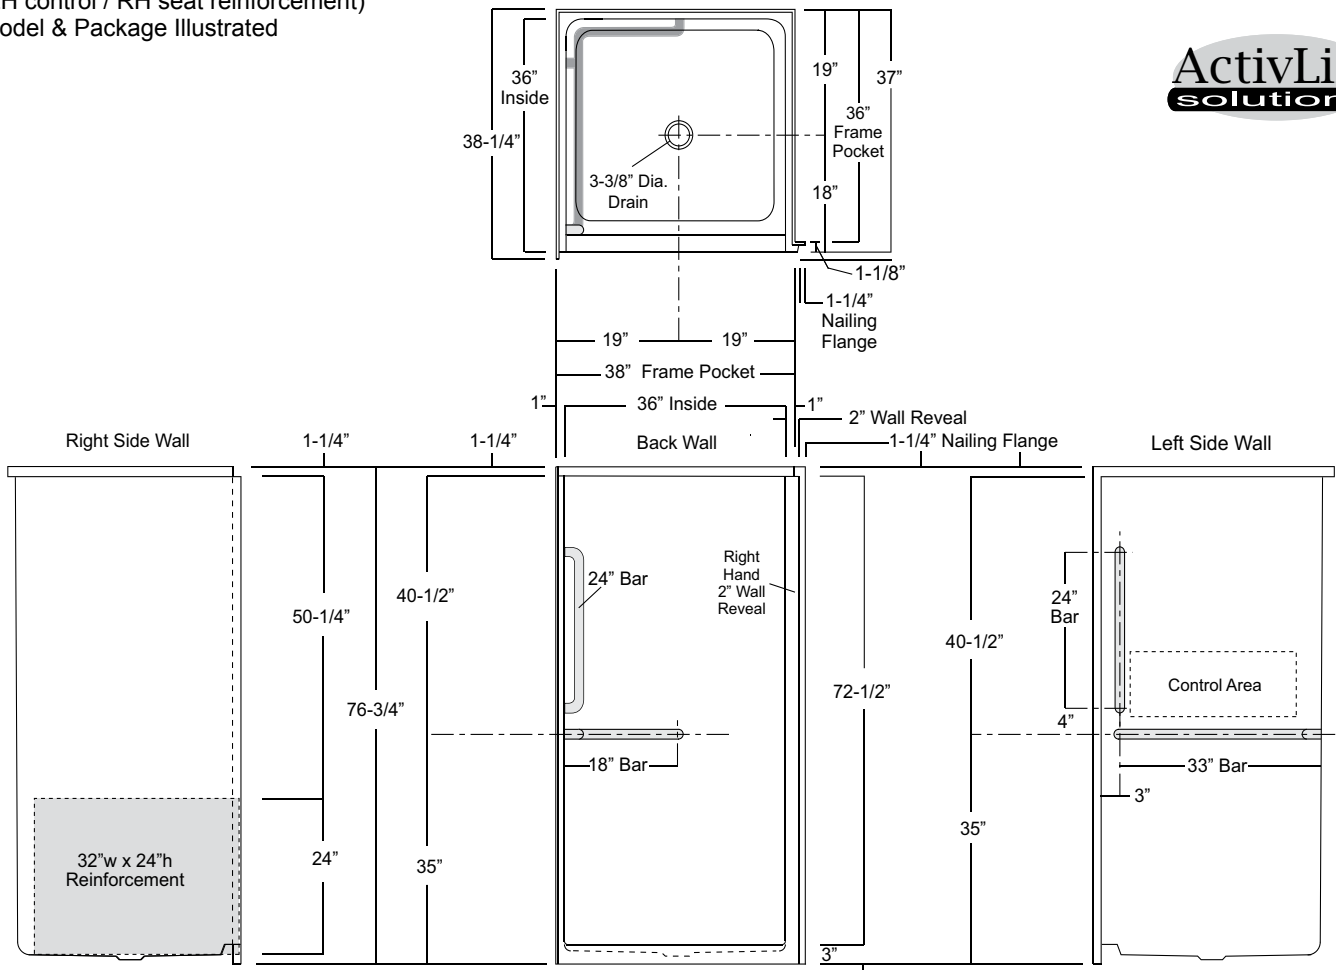 H control / RH seat reinforcement)
odel & Package Illustrated
ActivLi
solution
36”
Inside
38-1/4”
19”
37”
36”
Frame
Pocket
18”
3-3/8” Dia.
Drain
1-1/8”
1-1/4”
Nailing
Flange
19”
19”
38” Frame Pocket
1”
36” Inside
1”
2” Wall Reveal
Right Side Wall
1-1/4”
1-1/4”
Back Wall
1-1/4” Nailing Flange
Left Side Wall
50-1/4”
40-1/2”
76-3/4”
24”
35”
32”w x 24”h
Reinforcement
24” Bar
Right
Hand
2” Wall
Reveal
18” Bar
72-1/2”
3”
40-1/2”
35”
24”
Bar
Control Area
4”
33” Bar
3”